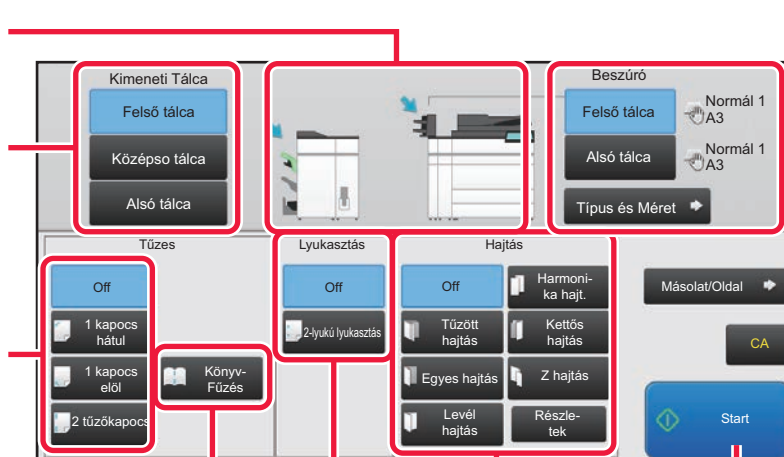 Kimeneti Tálca
Felső tálca
Középso tálca
Alsó tálca
Beszúró
Felső tálca
Normál 1
A3
Alsó tálca
Normál 1
A3
Típus és Méret
Tűzes
Off
1 kapocs
hátul
1 kapocs
elöl
2 tűzőkapocs
Könyv-
Fűzés
Lyukasztás
Off
2-lyukú lyukasztás
Hajtás
Off
Harmoni-
ka hajt.
Tűzött
hajtás
Kettős
hajtás
Egyes hajtás
Z hajtás
Levél
hajtás
Részle-
tek
Másolat/Oldal
CA
Start